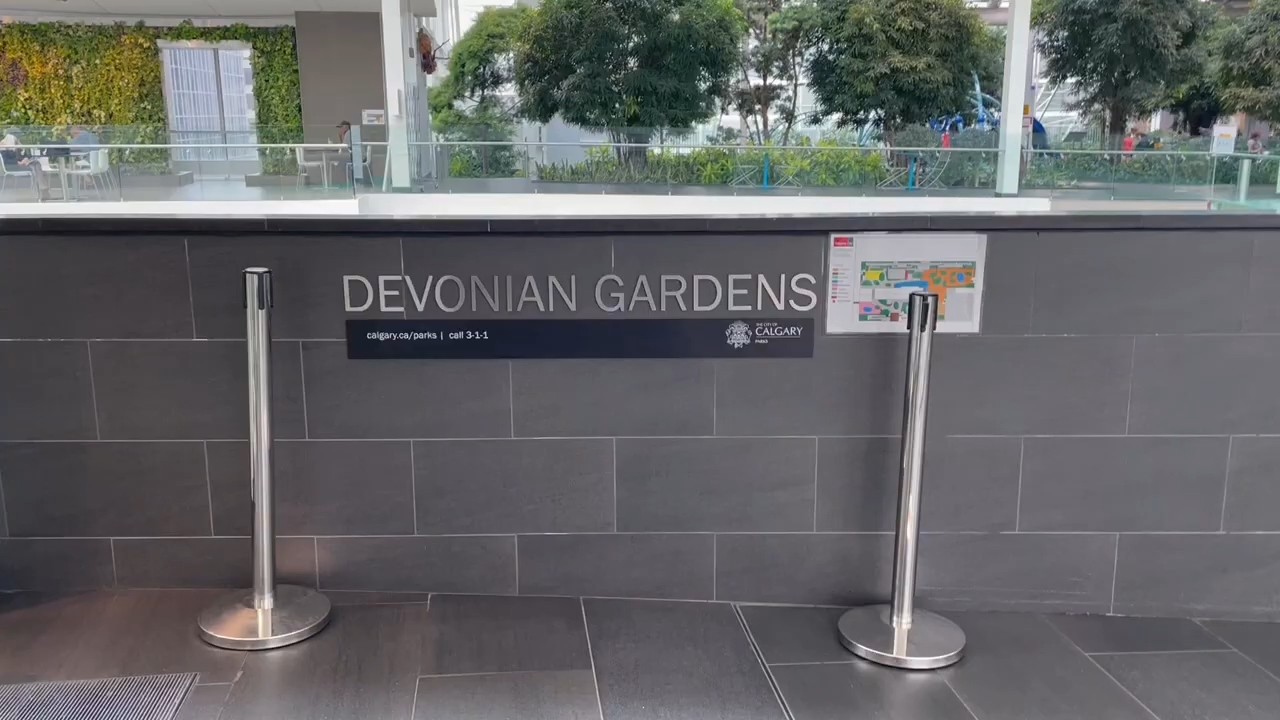 DEVONIAN GARDENS
calgary.ca/parks | call 3-1-1
THE CITY OF
CALGARY
PARKS